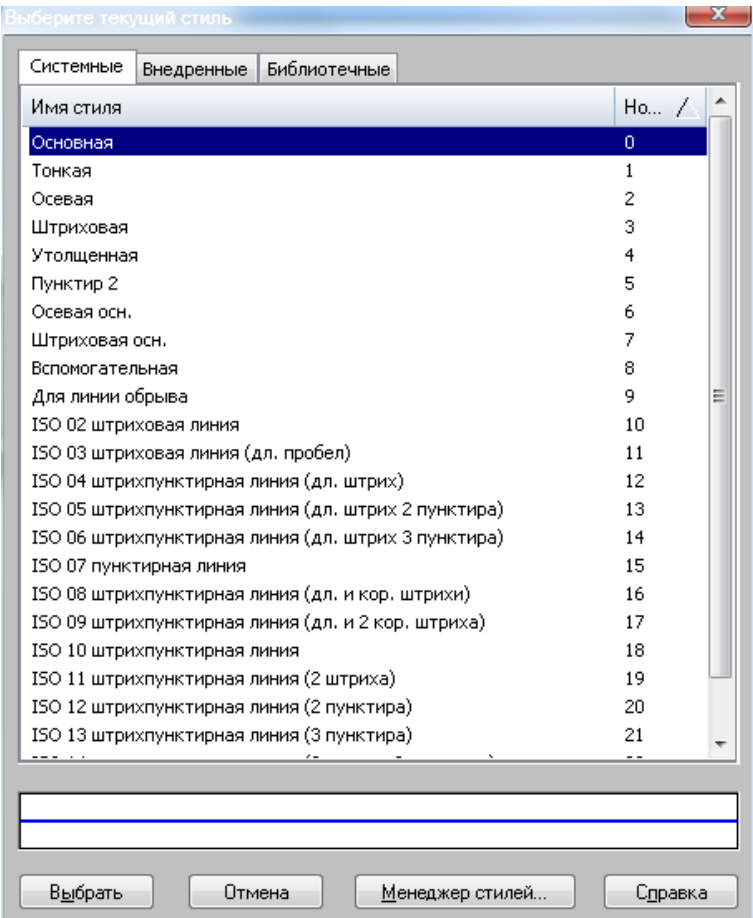 Выберите текущий стиль
Системные Внедренные Библиотечные
Имя стиля Но...
Основная 0
Тонкая 1
Осевая 2
Штриховая 3
Утолщенная 4
Пунктир 2 5
Осевая осн. 6
Штриховая осн. 7
Вспомогательная 8
Для линии обрыва 9
ISO 02 штриховая линия 10
ISO 03 штриховая линия (дл. пробел) 11
ISO 04 штрихпунктирная линия (дл. штрих) 12
ISO 05 штрихпунктирная линия (дл. штрих 2 пунктира) 13
ISO 06 штрихпунктирная линия (дл. штрих 3 пунктира) 14
ISO 07 пунктирная линия 15
ISO 08 штрихпунктирная линия (дл. и кор. штрихи) 16
ISO 09 штрихпунктирная линия (дл. и 2 кор. штриха) 17
ISO 10 штрихпунктирная линия 18
ISO 11 штрихпунктирная линия (2 штриха) 19
ISO 12 штрихпунктирная линия (2 пунктира) 20
ISO 13 штрихпунктирная линия (3 пунктира) 21
Выбрать Отмена Менеджер стилей... Справка